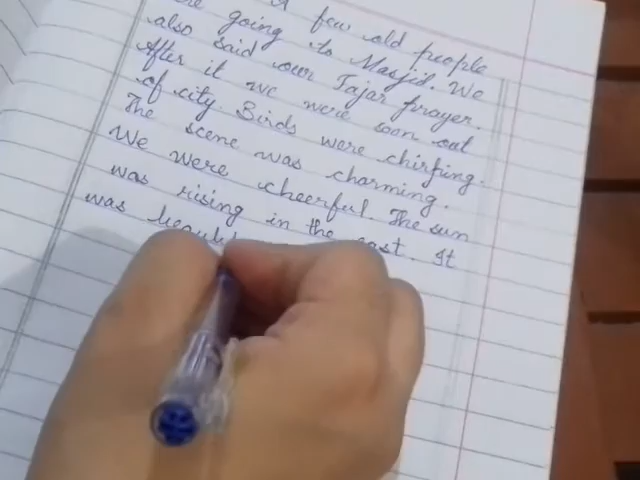 A few old people
going to Masjid. We
also said our Fajar prayer.
After it we were soon out
of city Birds were chirping.
The scene was charming.
We were cheerful. The sun
was rising in the east. It
was